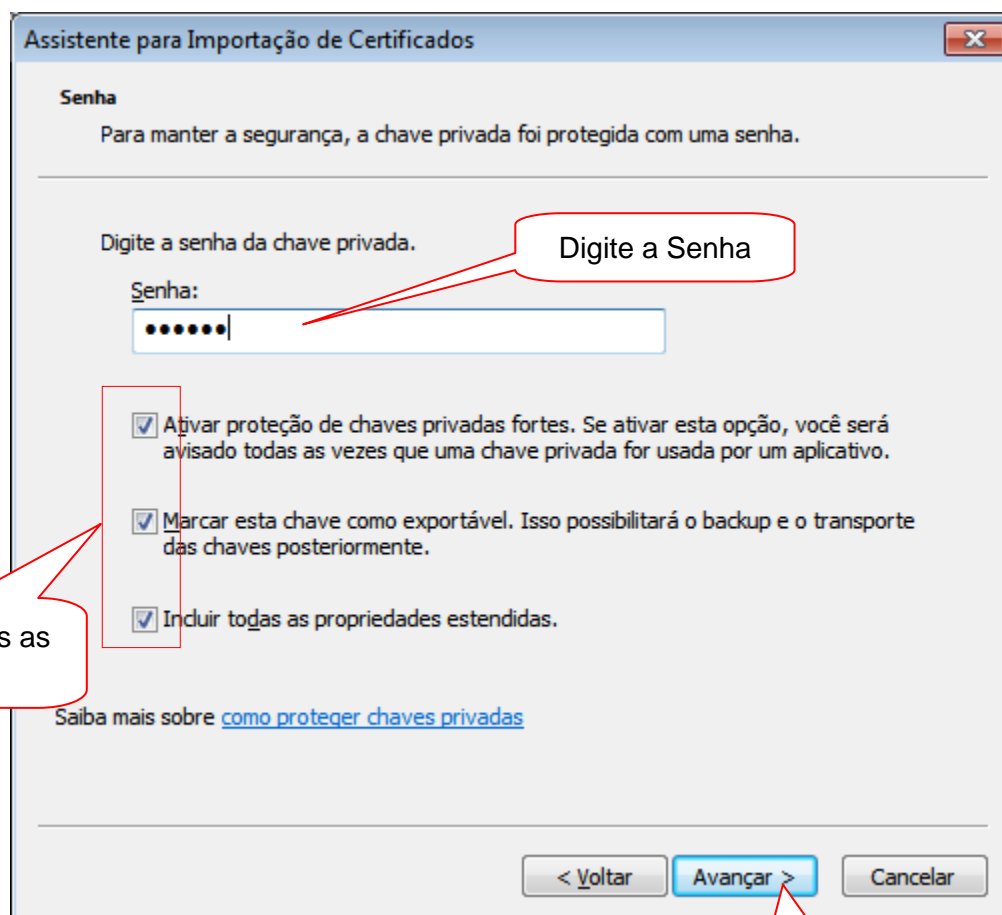 Assistente para Importação de Certificados
Senha
Para manter a segurança, a chave privada foi protegida com uma senha.
Digite a senha da chave privada.
Digite a Senha
Senha:
Ativar proteção de chaves privadas fortes. Se ativar esta opção, você será
avisado todas as vezes que uma chave privada for usada por um aplicativo.
Marcar esta chave como exportável. Isso possibilitará o backup e o transporte
das chaves posteriormente.
Incluir todas as propriedades estendidas.
as
Saiba mais sobre como proteger chaves privadas
< Voltar
Avançar >
Cancelar